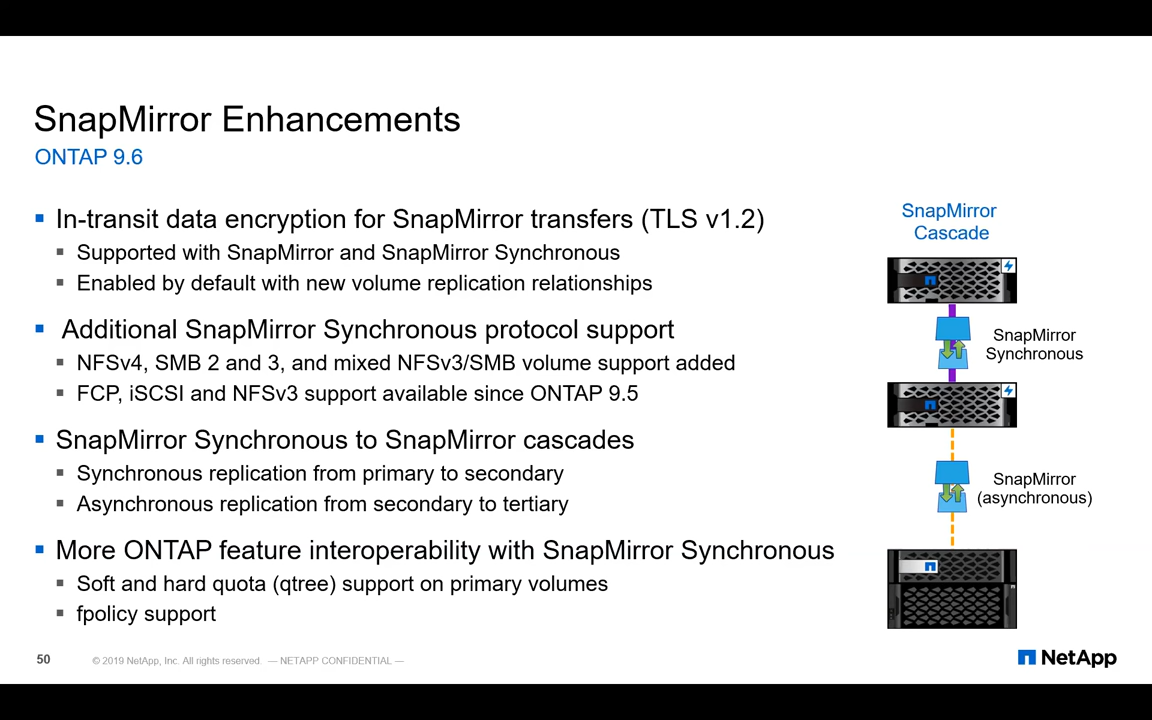 SnapMirror Enhancements
ONTAP 9.6
In-transit data encryption for SnapMirror transfers (TLS v1.2)
Supported with SnapMirror and SnapMirror Synchronous
Enabled by default with new volume replication relationships
Additional SnapMirror Synchronous protocol support
NFSv4, SMB 2 and 3, and mixed NFSv3/SMB volume support added
FCP, iSCSI and NFSv3 support available since ONTAP 9.5
SnapMirror Synchronous to SnapMirror cascades
Synchronous replication from primary to secondary
Asynchronous replication from secondary to tertiary
More ONTAP feature interoperability with SnapMirror Synchronous
Soft and hard quota (qtree) support on primary volumes
fpolicy support
SnapMirror
Cascade
SnapMirror
Synchronous
SnapMirror
(asynchronous)
50
© 2019 NetApp, Inc. All rights reserved. — NETAPP CONFIDENTIAL —
NetApp